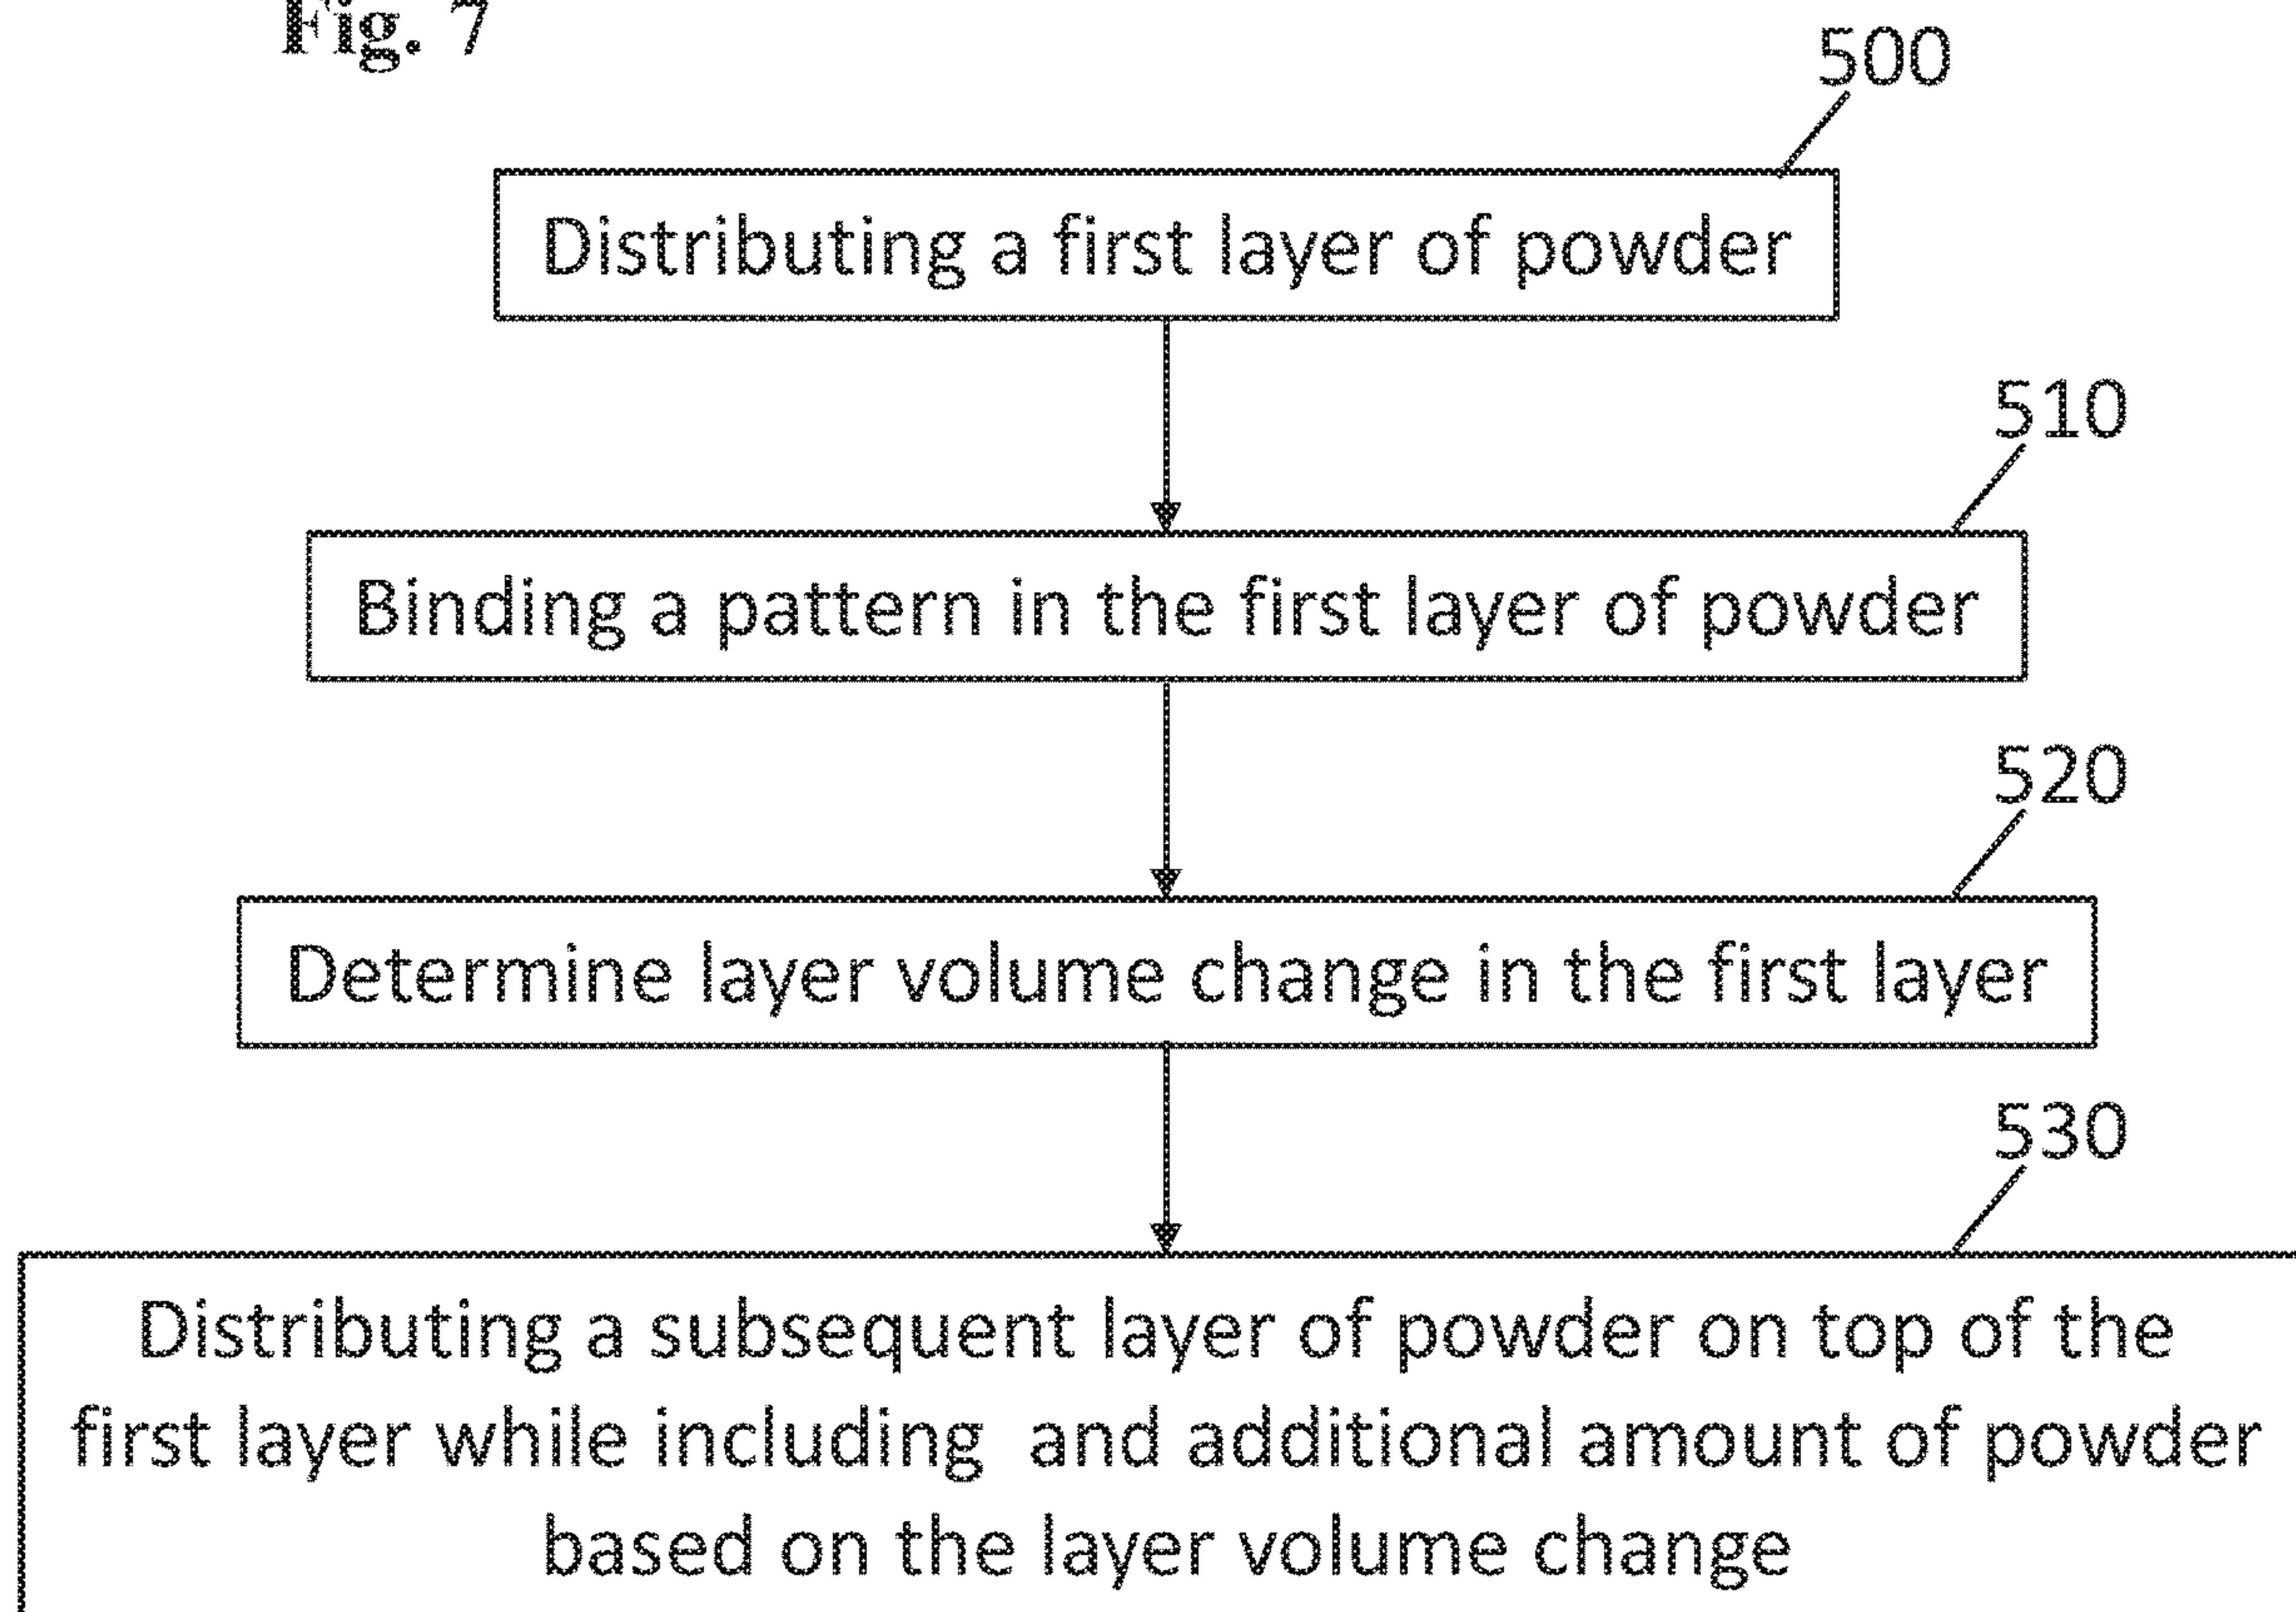 Fig. 7
500
Distributing a first layer of powder
510
Binding a pattern in the first layer of powder
520
Determine layer volume change in the first layer
530
Distributing a subsequent layer of powder on top of the
first layer while including  and additional amount of powder
based on the layer volume change